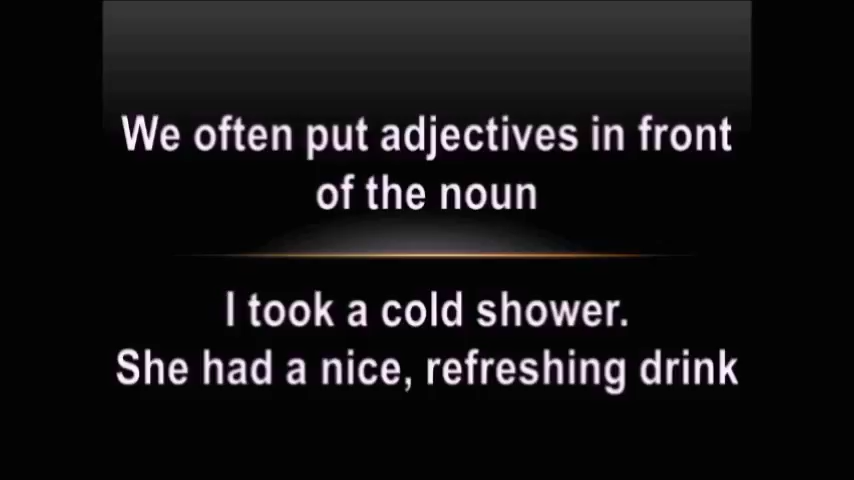 We often put adjectives in front
of the noun
I took a cold shower.
She had a nice, refreshing drink